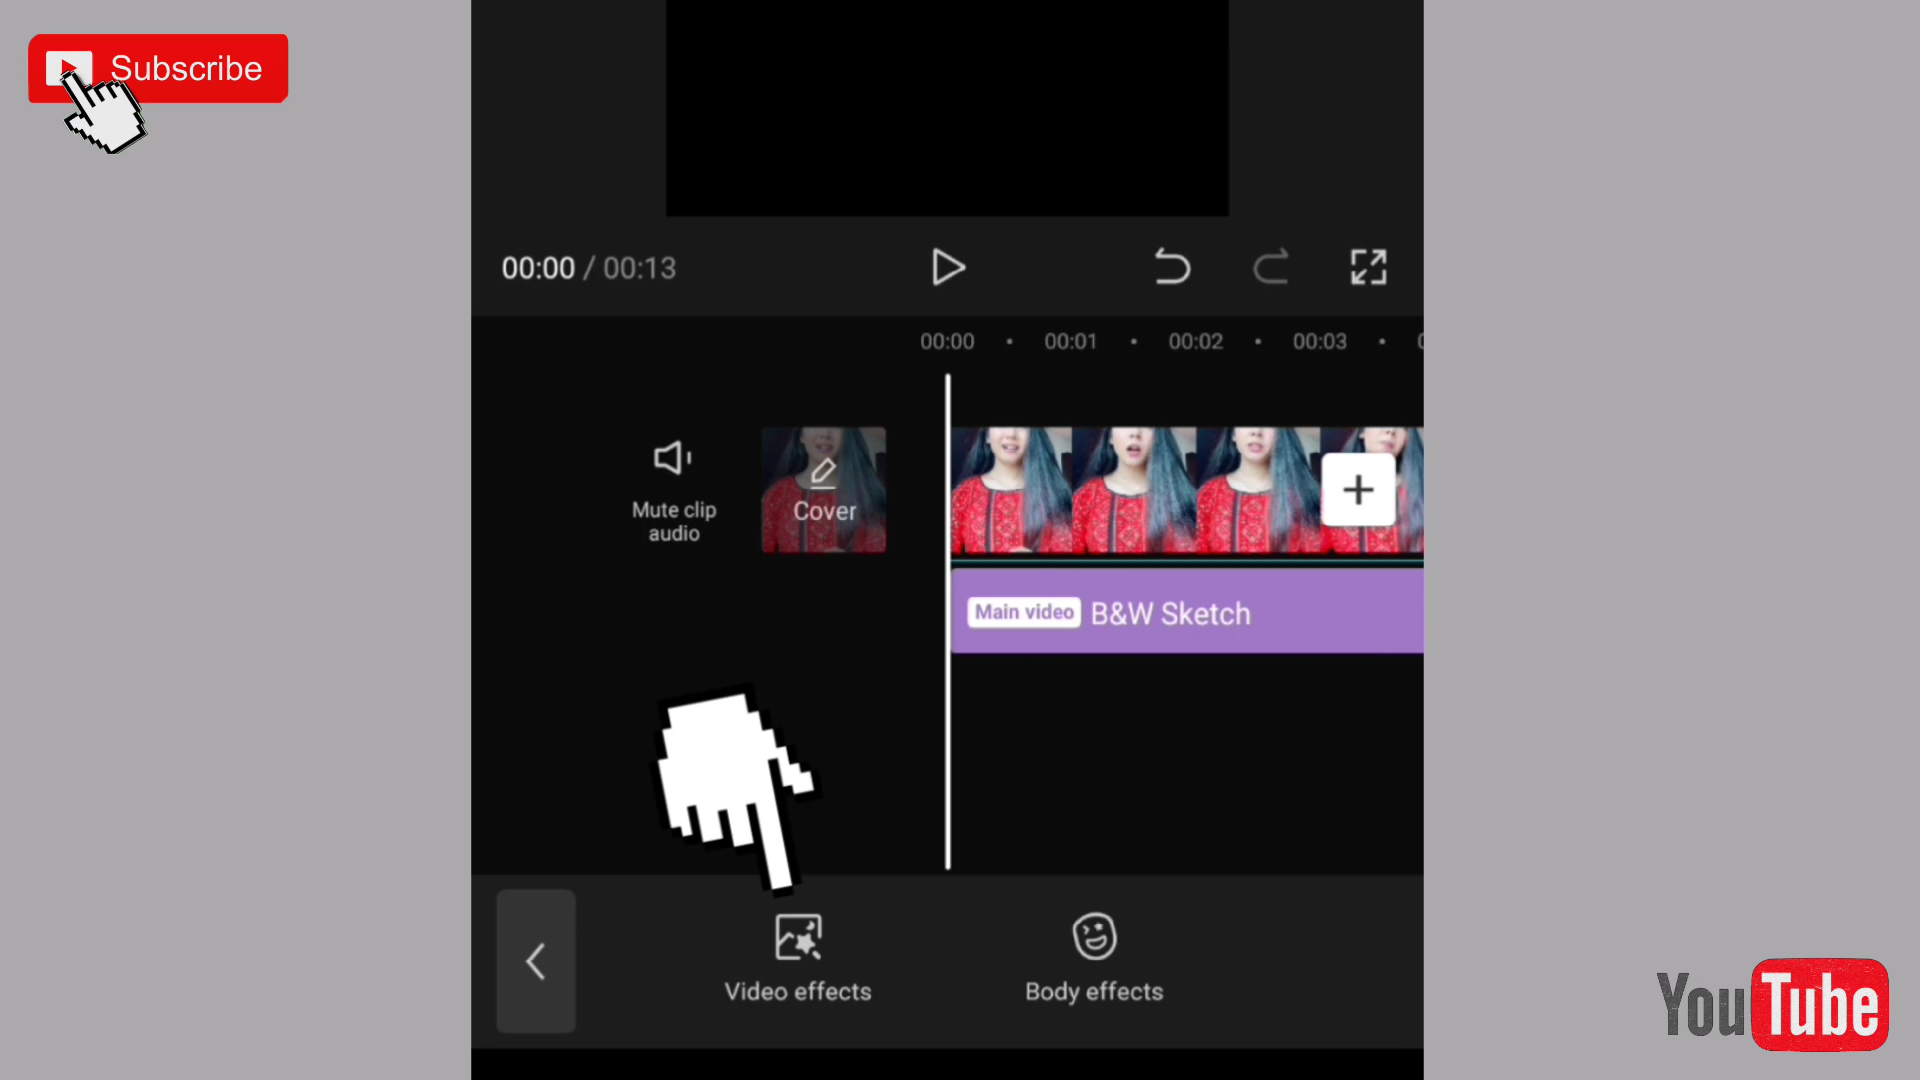 Subscribe
00:00 / 00:13
00:00 • 00:01 • 00:02 • 00:03 •
Mute clip
audio
Cover
Main video B&W Sketch
Video effects
Body effects
YouTube